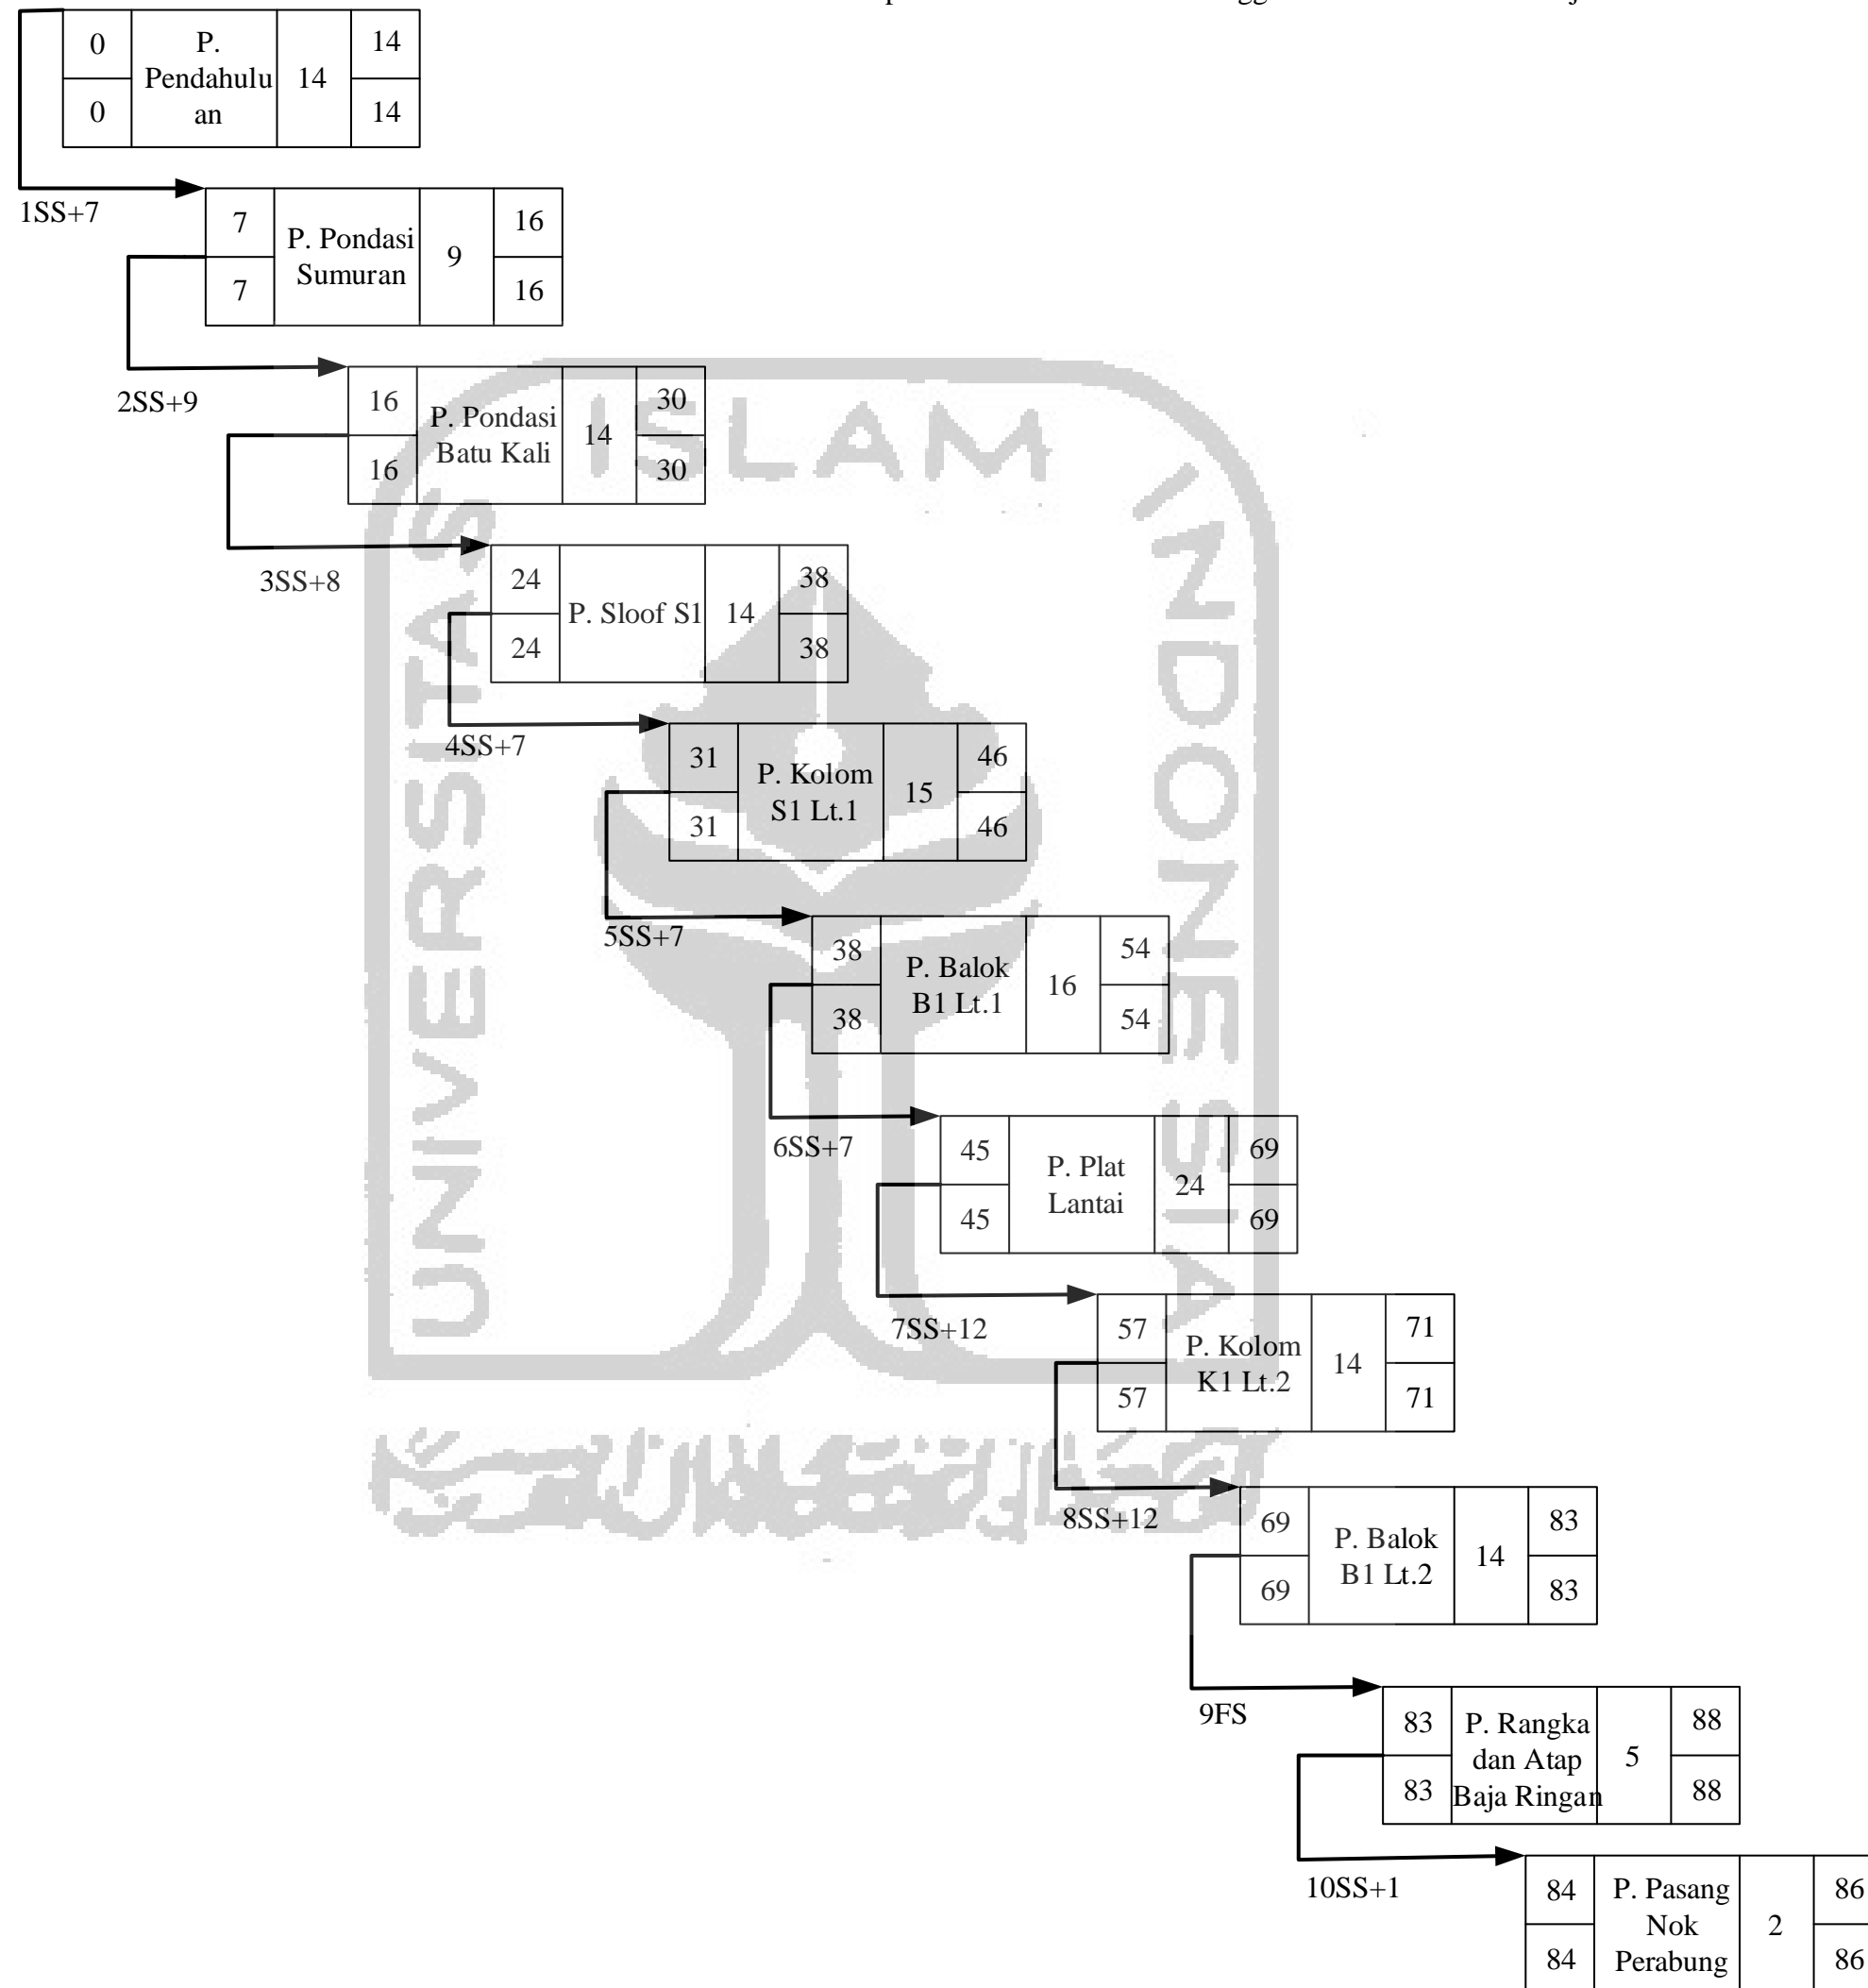 0
P.
Pendahulu
an
14
14
0
14
1SS+7
7
P. Pondasi
Sumuran
9
16
7
16
2SS+9
16
P. Pondasi
Batu Kali
14
30
16
30
3SS+8
24
P. Sloof S1
14
38
24
38
4SS+7
31
P. Kolom
S1 Lt.1
15
46
31
46
5SS+7
38
P. Balok
B1 Lt.1
16
54
38
54
6SS+7
45
P. Plat
Lantai
24
69
45
69
7SS+12
57
P. Kolom
K1 Lt.2
14
71
57
71
8SS+12
69
P. Balok
B1 Lt.2
14
83
69
83
9FS
83
P. Rangka
dan Atap
Baja Ringan
5
88
83
88
10SS+1
84
P. Pasang
Nok
Perabung
2
86
84
86
UNIVERSITAS
ISLAM
INDONESIA